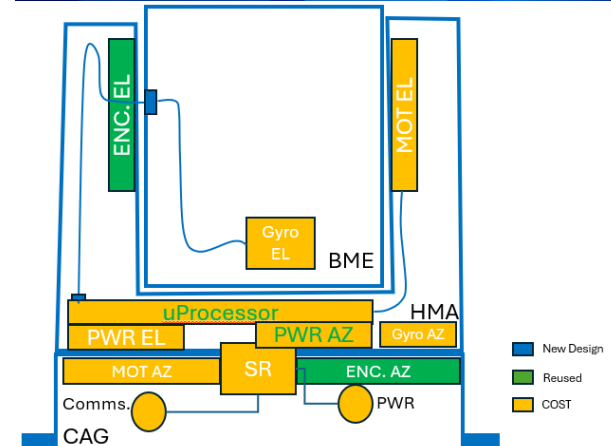 ENC. EL
MOT EL
Gyro
EL
BME
uProcessor
HMA
PWR EL
PWR AZ
Gyro AZ
MOT AZ
SR
ENC. AZ
Comms.
PWR
CAG
New Design
Reused
COST